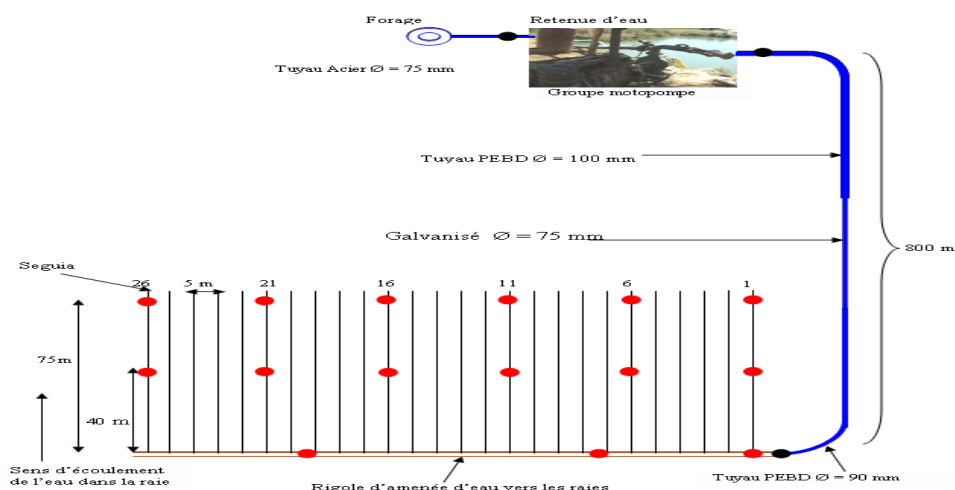 Forage
Retenue d'eau
Tuyau Acier Ø = 75 mm
Groupe motopompe
Tuyau PEBD Ø = 100 mm
Galvanisé Ø = 75 mm
800 m
Seguia
26
5 m
21
16
11
6
1
75m
40 m
Sens d'écoulement
de l'eau dans la raie
Rigole d'amenée d'eau vers les raies
Tuyau PEBD Ø = 90 mm